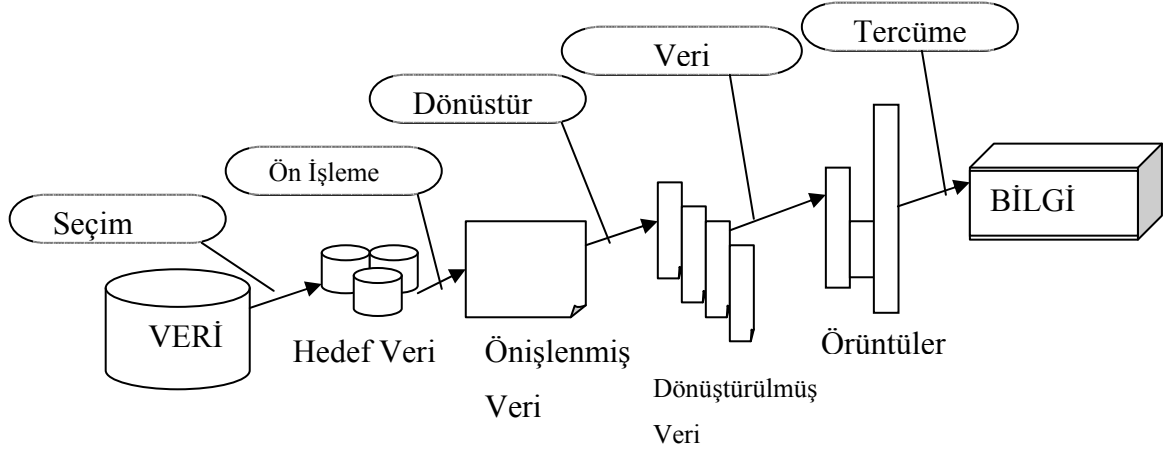 Tercüme
Veri
Dönüstür
Ön İşleme
Seçim
BİLGİ
VERİ
Hedef Veri
Önişlenmiş
Veri
Örüntüler
Dönüştürülmüş
Veri